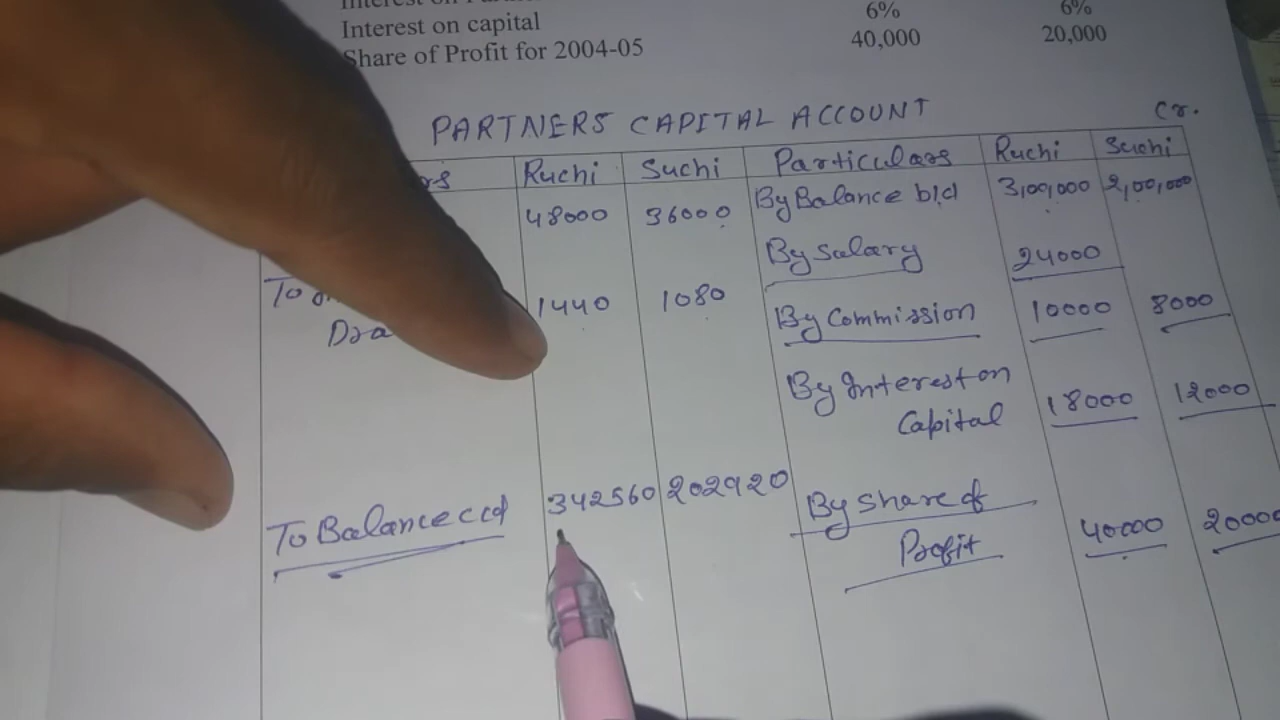 Interest on
Interest on capital 6% 6%
Share of Profit for 2004-05 40,000 20,000
PARTNERS CAPITAL ACCOUNT Cr.
Ruchi Suchi Particulars Ruchi Suchi
48000 36000 By Balance b/d 3,00,000 2,00,000
By Salary 24000
To 1440 1080 By Commission 10000 8000
Dra
By Interest on 18000 12000
Capital
To Balance c/d 342560 202920 By Share of
Profit 40000 20000